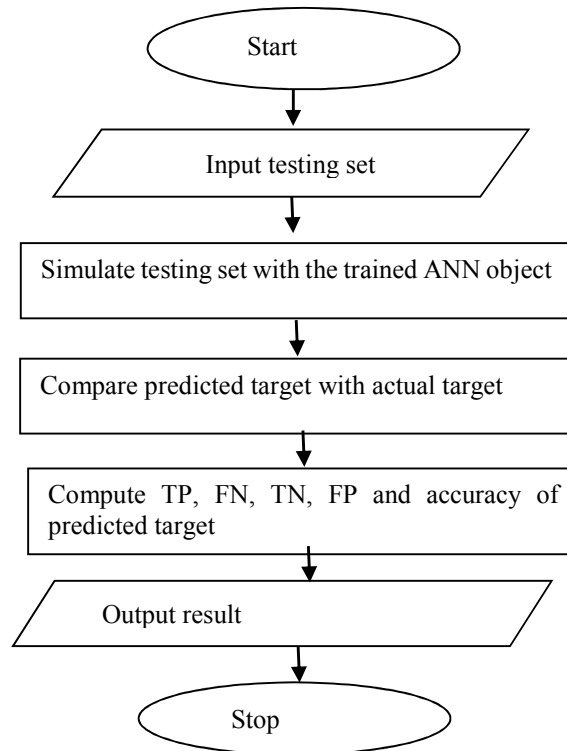 Start
Input testing set
Simulate testing set with the trained ANN object
Compare predicted target with actual target
Compute TP, FN, TN, FP and accuracy of
predicted target
Output result
Stop